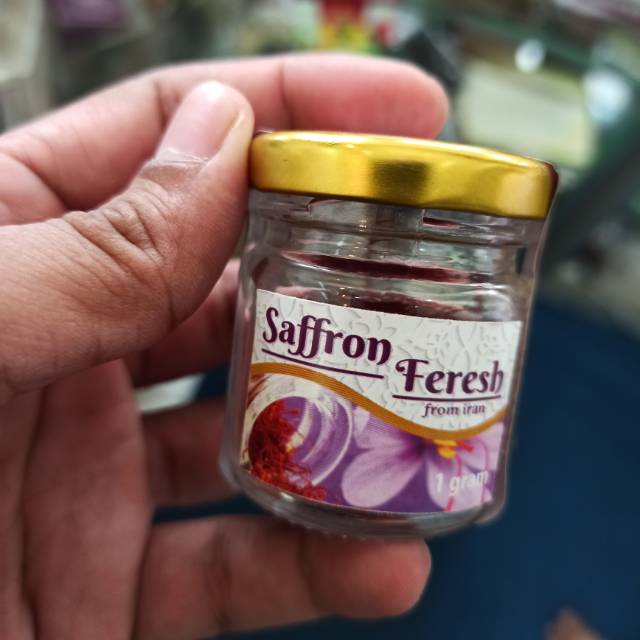 Saffron
Feresh
from iran
1 gram